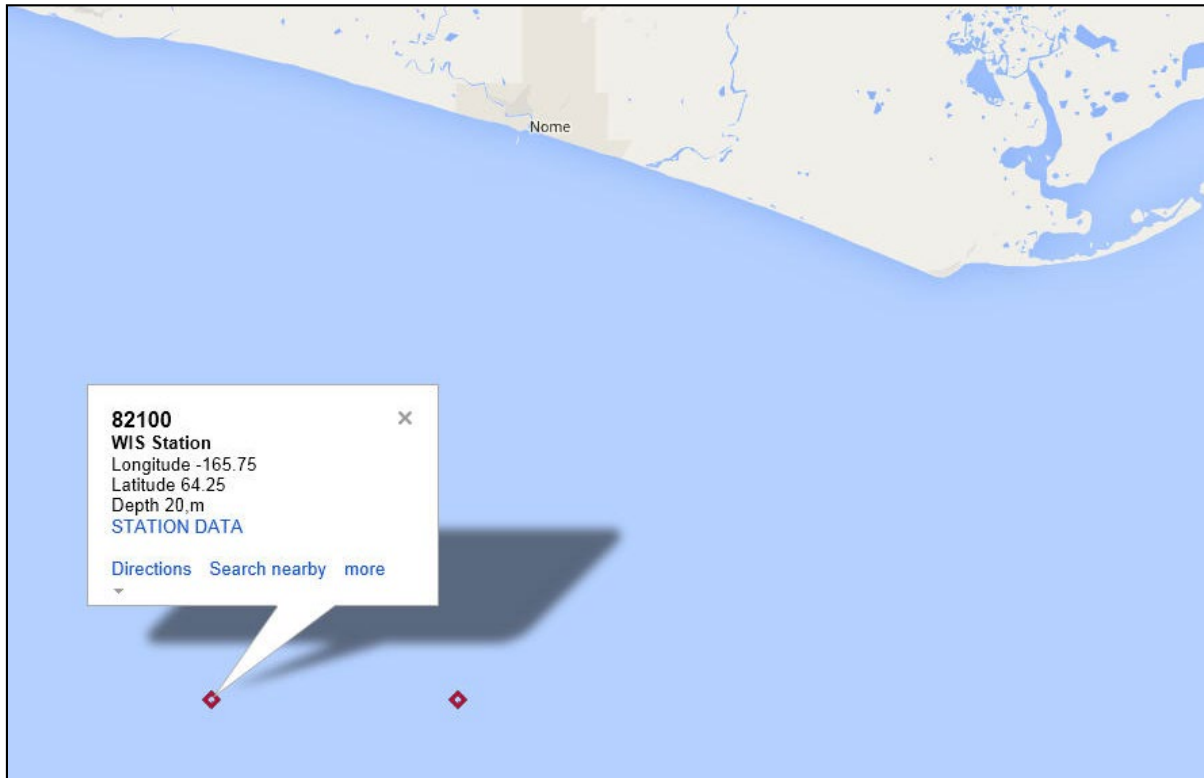 Nome
82100
WIS Station
Longitude -165.75
Latitude 64.25
Depth 20,m
STATION DATA
Directions Search nearby more